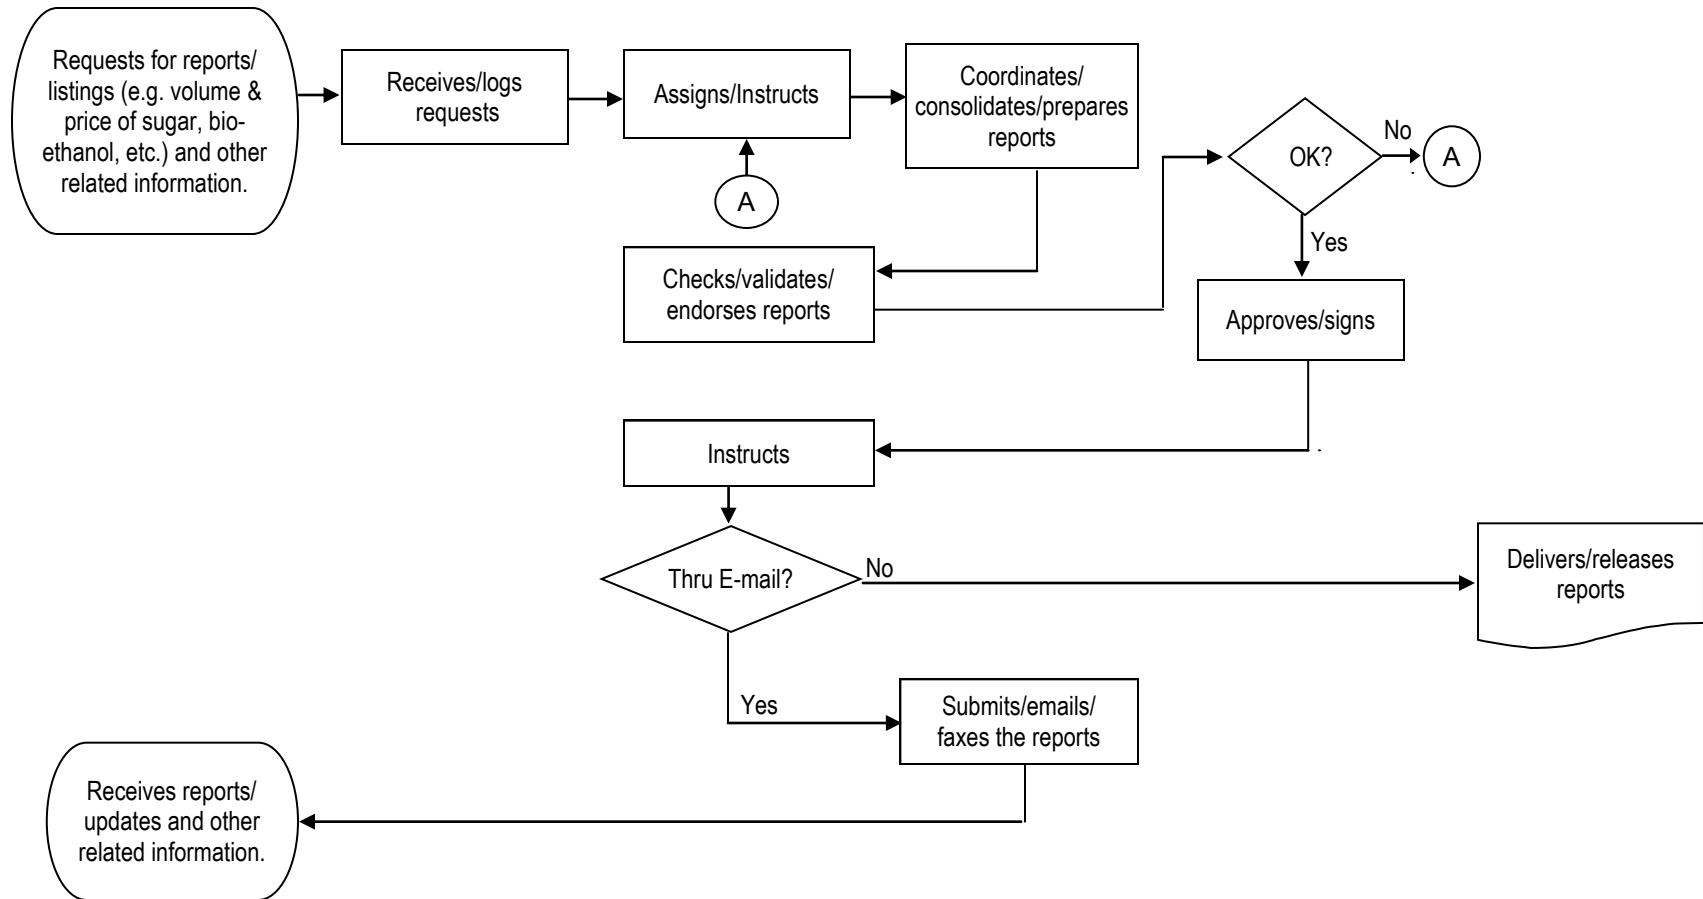 Requests for reports/
listings (e.g. volume &
price of sugar, bio-
ethanol, etc.) and other
related information.
Receives/logs
requests
Assigns/Instructs
Coordinates/
consolidates/prepares
reports
OK?
No
A
A
Yes
Checks/validates/
endorses reports
Approves/signs
Instructs
Thru E-mail?
No
Delivers/releases
reports
Yes
Submits/emails/
faxes the reports
Receives reports/
updates and other
related information.